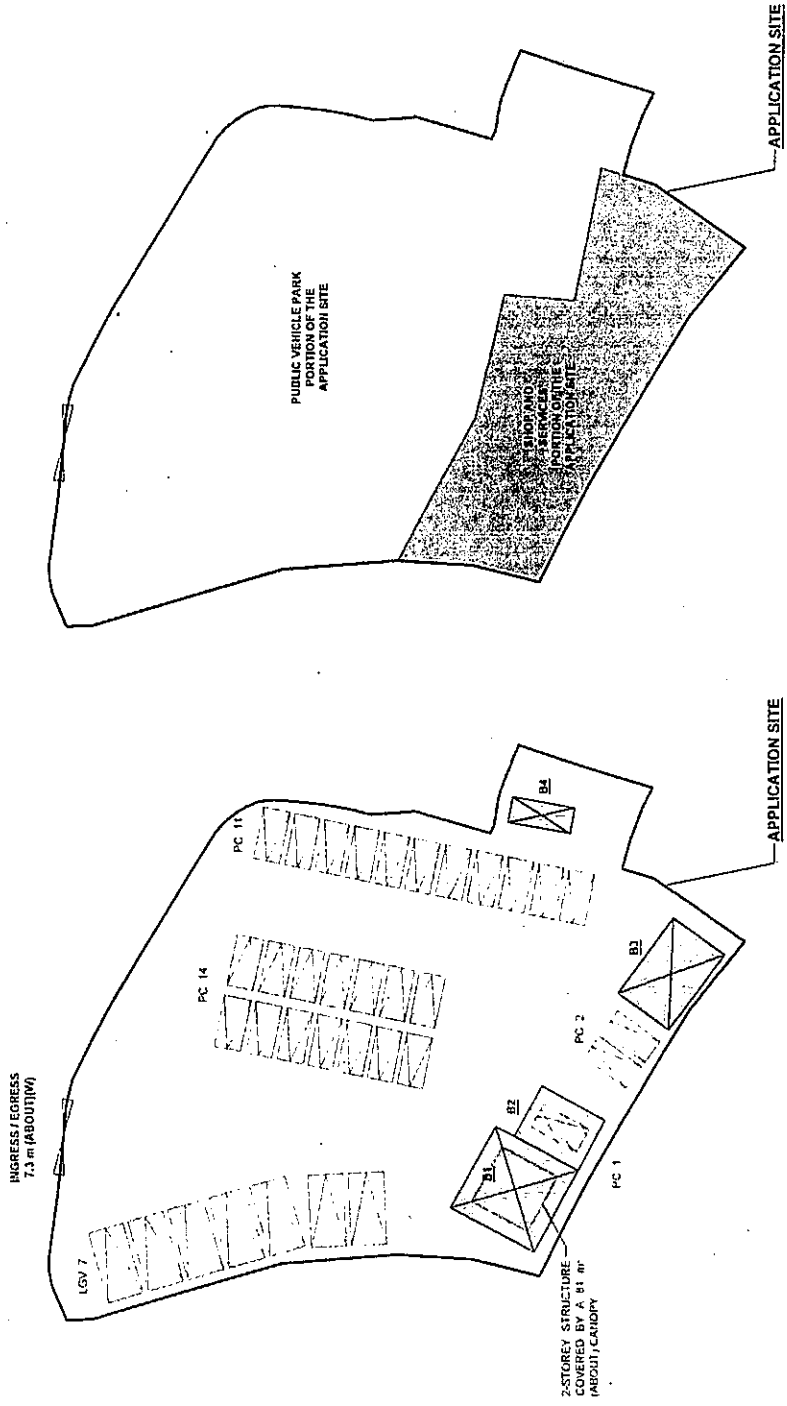 INGRESS / EGRESS
7.3 m (ABOUT)(W)
LGV 7
PC 14
PC 11
B4
B3
PC 2
B2
B1
PC 1
2-STOREY STRUCTURE
COVERED BY A 81 m²
(ABOUT) CANOPY
APPLICATION SITE
PUBLIC VEHICLE PARK
PORTION OF THE
APPLICATION SITE
SHOP AND
SERVICES
PORTION OF THE
APPLICATION SITE
APPLICATION SITE